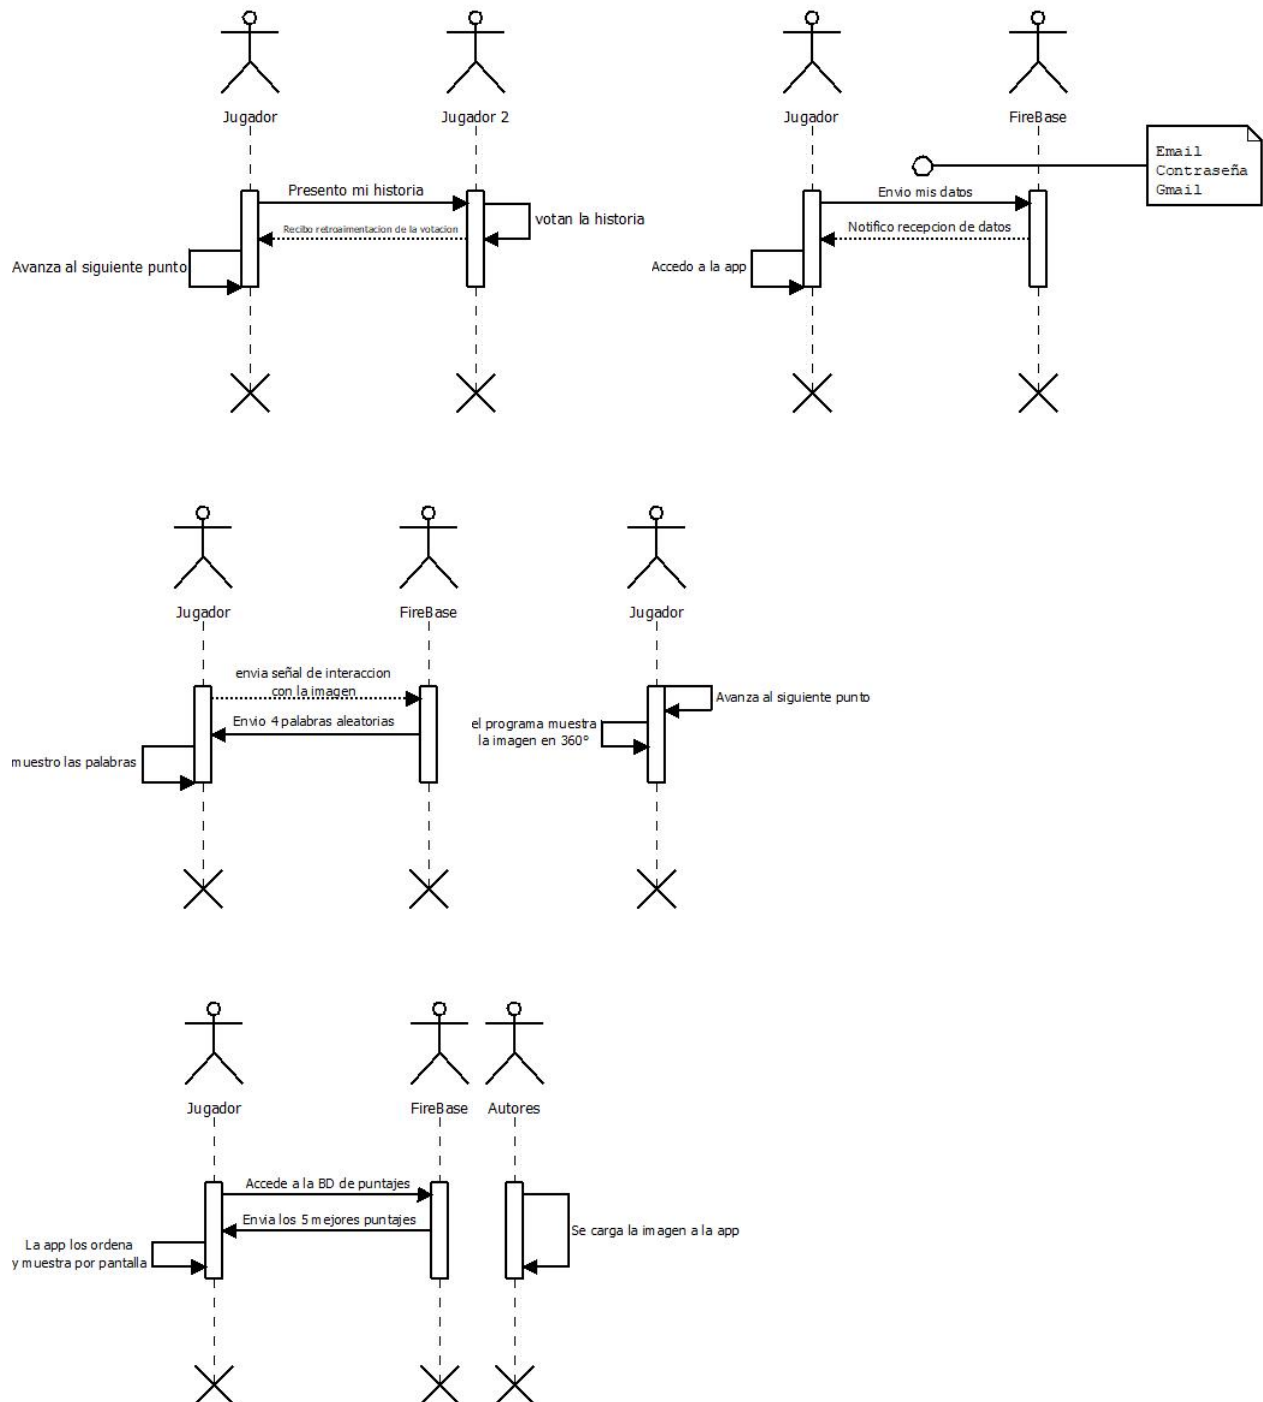 Jugador
Jugador 2
Presento mi historia
votan la historia
Recibo retroaimentacion de la votacion
Avanza al siguiente punto
Jugador
FireBase
Email
Contraseña
Gmail
Envio mis datos
Notifico recepcion de datos
Accedo a la app
Jugador
FireBase
envia señal de interaccion
con la imagen
Envio 4 palabras aleatorias
muestro las palabras
Jugador
Avanza al siguiente punto
el programa muestra
la imagen en 360°
Jugador
FireBase
Autores
Accede a la BD de puntajes
Envia los 5 mejores puntajes
La app los ordena
y muestra por pantalla
Se carga la imagen a la app